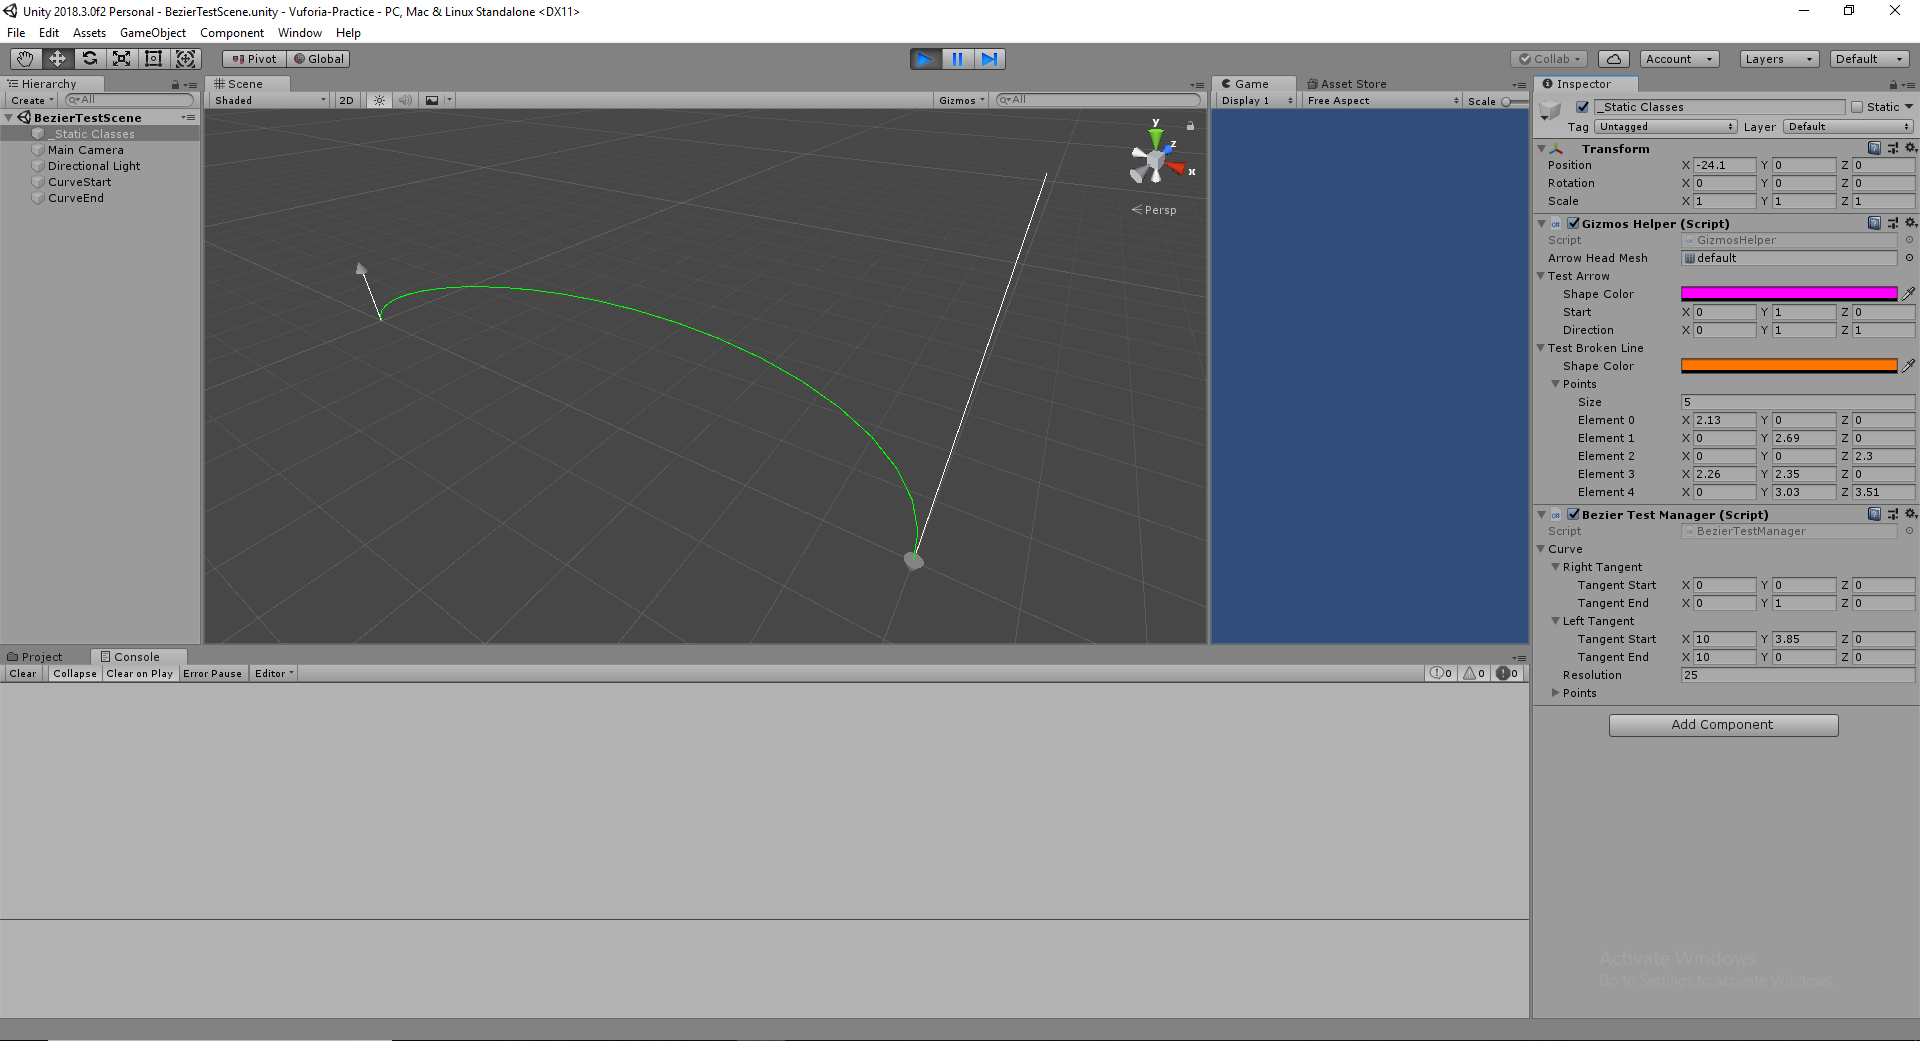 Unity 2018.3.0f2 Personal - BezierTestScene.unity - Vuforia-Practice - PC, Mac & Linux Standalone <DX11>
File Edit Assets GameObject Component Window Help
Pivot Global Collab Account Layers Default
Hierarchy
Create All
BezierTestScene
_Static Classes
Main Camera
Directional Light
CurveStart
CurveEnd
Scene
Shaded 2D Gizmos All
y
z
x
Persp
Game Asset Store
Display 1 Free Aspect Scale
Inspector
_Static Classes Static
Tag Untagged Layer Default
Transform
Position X -24.1 Y 0 Z 0
Rotation X 0 Y 0 Z 0
Scale X 1 Y 1 Z 1
Gizmos Helper (Script)
Script GizmosHelper
Arrow Head Mesh default
Test Arrow
Shape Color
Start X 0 Y 1 Z 0
Direction X 0 Y 1 Z 1
Test Broken Line
Shape Color
Points
Size 5
Element 0 X 2.13 Y 0 Z 0
Element 1 X 0 Y 2.69 Z 0
Element 2 X 0 Y 0 Z 2.3
Element 3 X 2.26 Y 2.35 Z 0
Element 4 X 0 Y 3.03 Z 3.51
Bezier Test Manager (Script)
Script BezierTestManager
Curve
Right Tangent
Tangent Start X 0 Y 0 Z 0
Tangent End X 0 Y 1 Z 0
Left Tangent
Tangent Start X 10 Y 3.85 Z 0
Tangent End X 10 Y 0 Z 0
Resolution 25
Points
Add Component
Project Console
Clear Collapse Clear on Play Error Pause Editor 0 0 0
Activate Windows
Go to Settings to activate Windows.